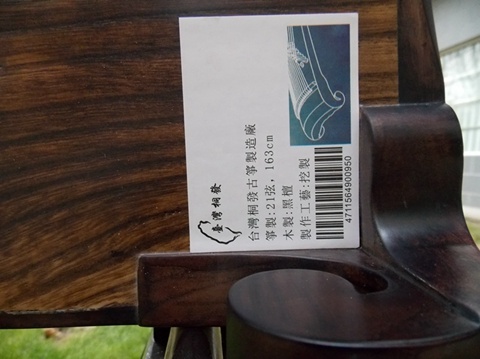 臺灣桐發
台灣桐發古箏製造廠
箏製:21弦, 163cm
木製:黑檀
製作工藝:挖製
4711564900950